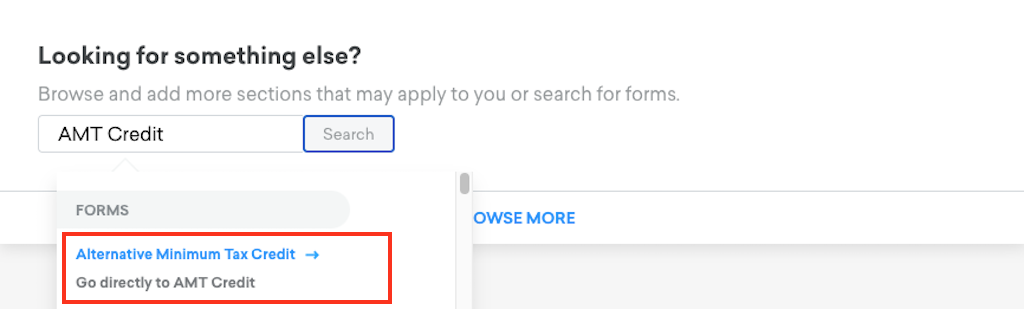 Looking for something else?
Browse and add more sections that may apply to you or search for forms.
AMT Credit Search
FORMS
OWSE MORE
Alternative Minimum Tax Credit →
Go directly to AMT Credit